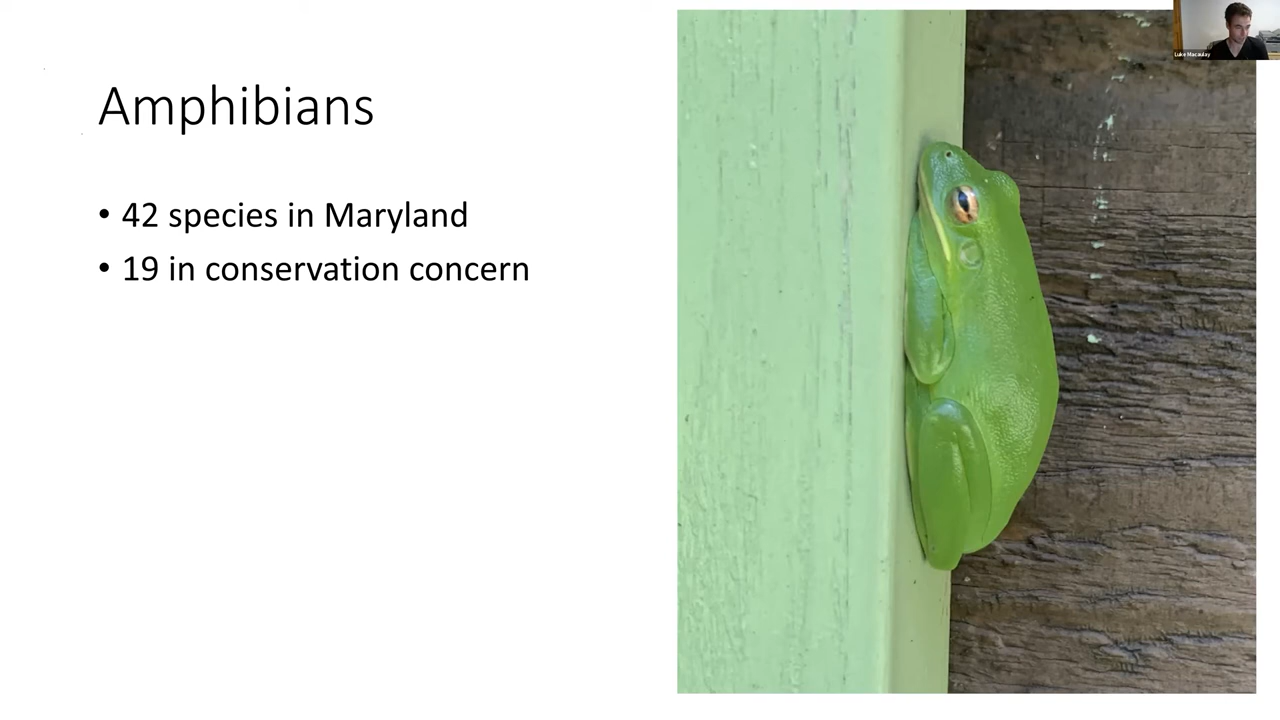 Luke Macaulay
Amphibians
• 42 species in Maryland
• 19 in conservation concern